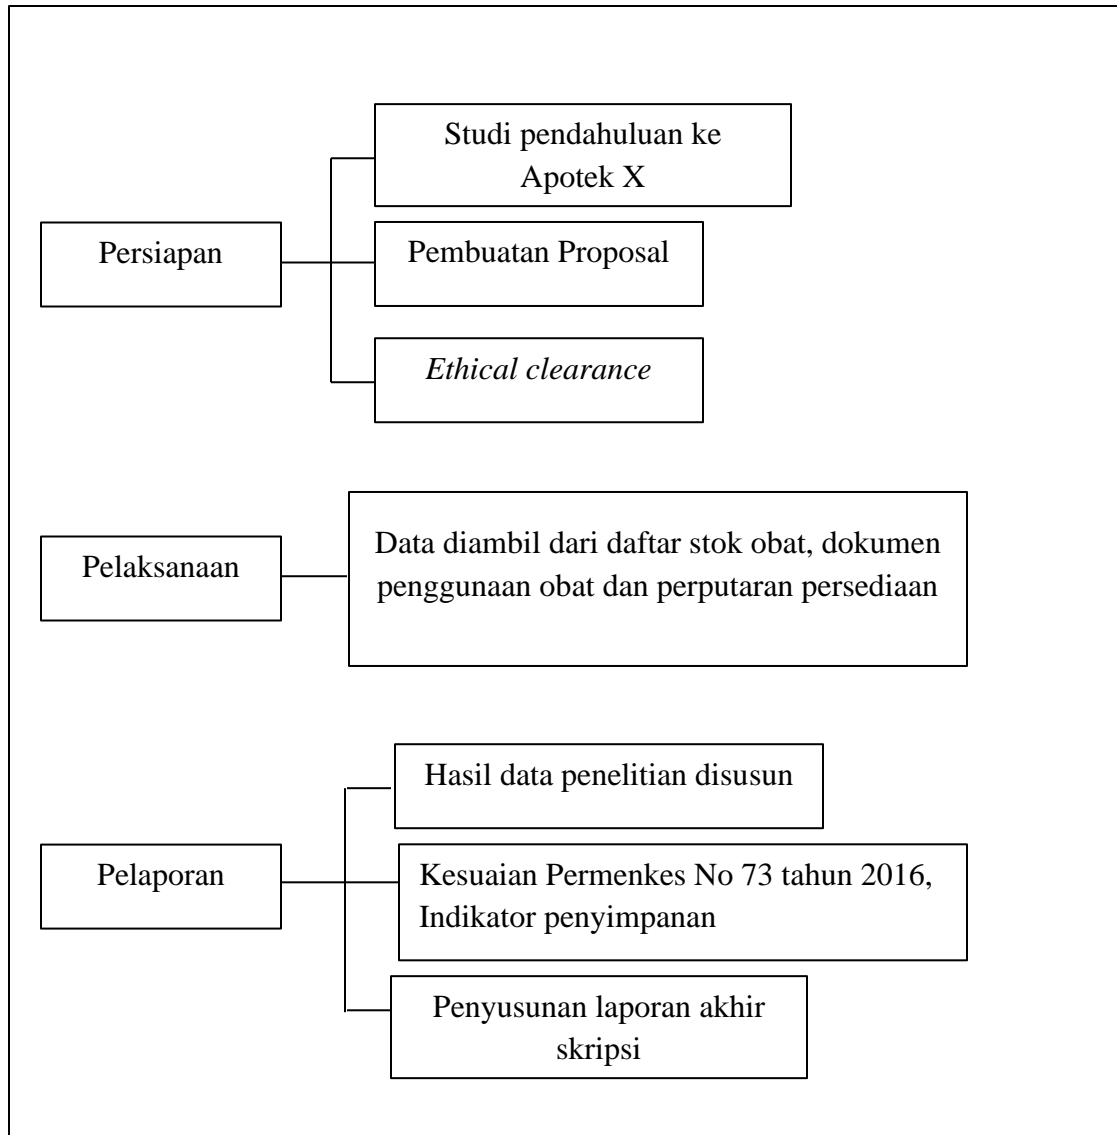 Studi pendahuluan ke
Apotek X
Persiapan
Pembuatan Proposal
Ethical clearance
Pelaksanaan
Data diambil dari daftar stok obat, dokumen
penggunaan obat dan perputaran persediaan
Hasil data penelitian disusun
Pelaporan
Kesuaian Permenkes No 73 tahun 2016,
Indikator penyimpanan
Penyusunan laporan akhir
skripsi